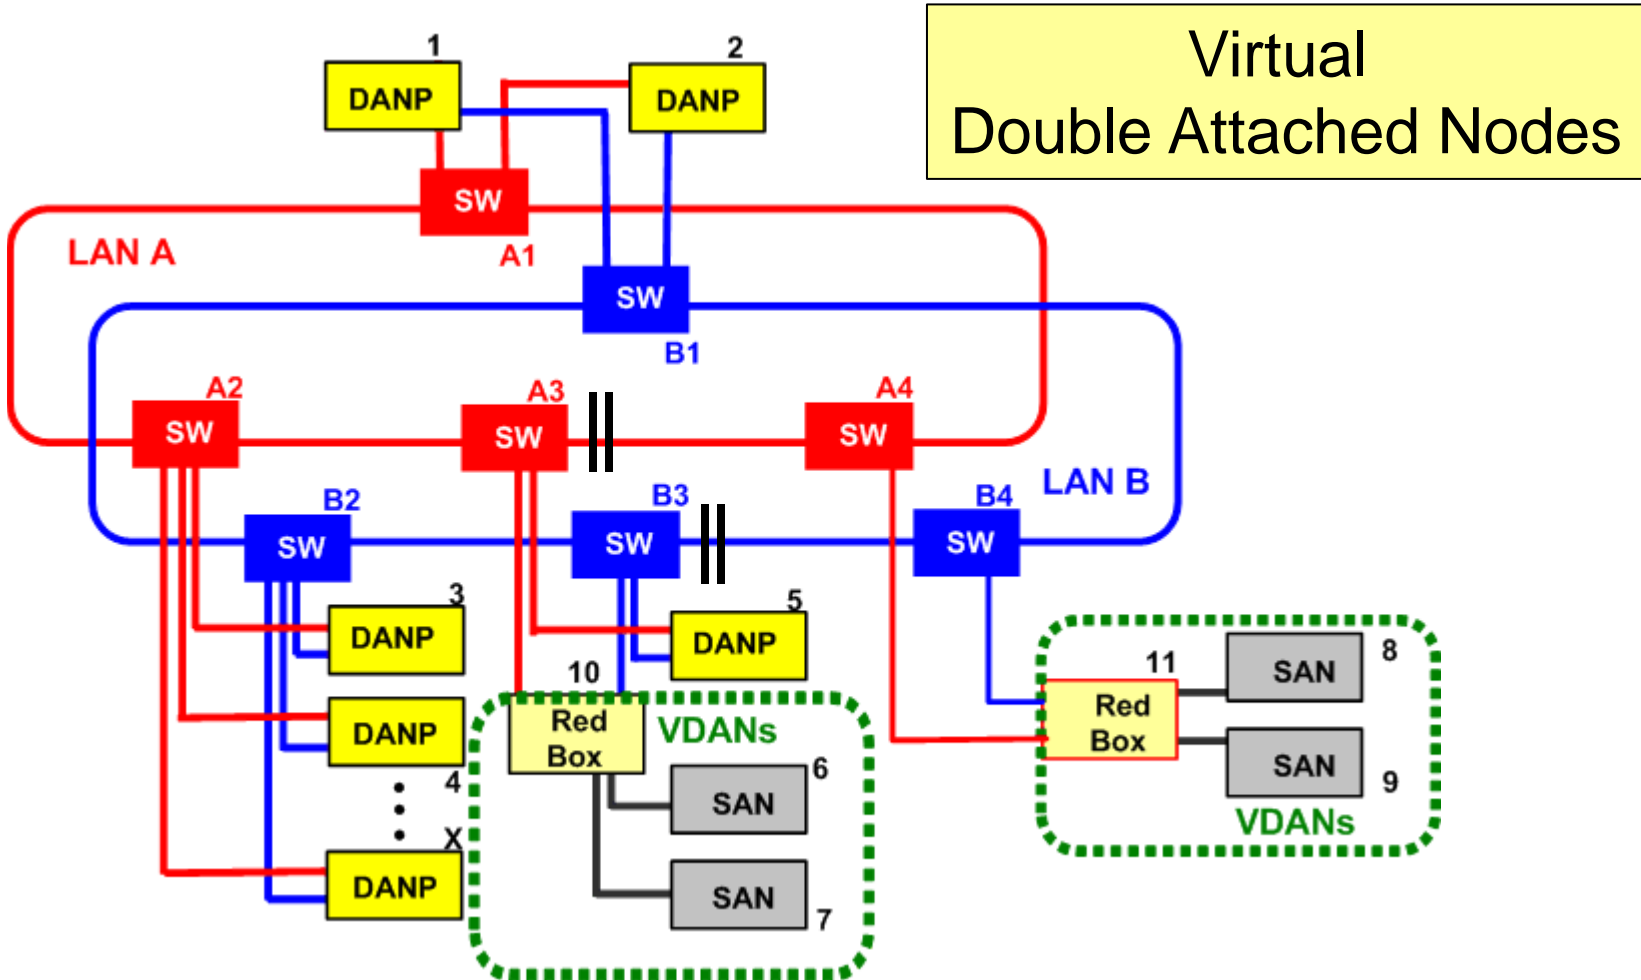 Virtual
Double Attached Nodes
1
2
DANP
DANP
SW
LAN A
A1
SW
B1
A2
A3
A4
SW
SW
SW
LAN B
B2
B3
B4
SW
SW
SW
3
5
DANP
DANP
10
11
8
SAN
Red
Box
VDANs
Red
Box
DANP
4
6
SAN
SAN
9
VDANs
X
DANP
SAN
7